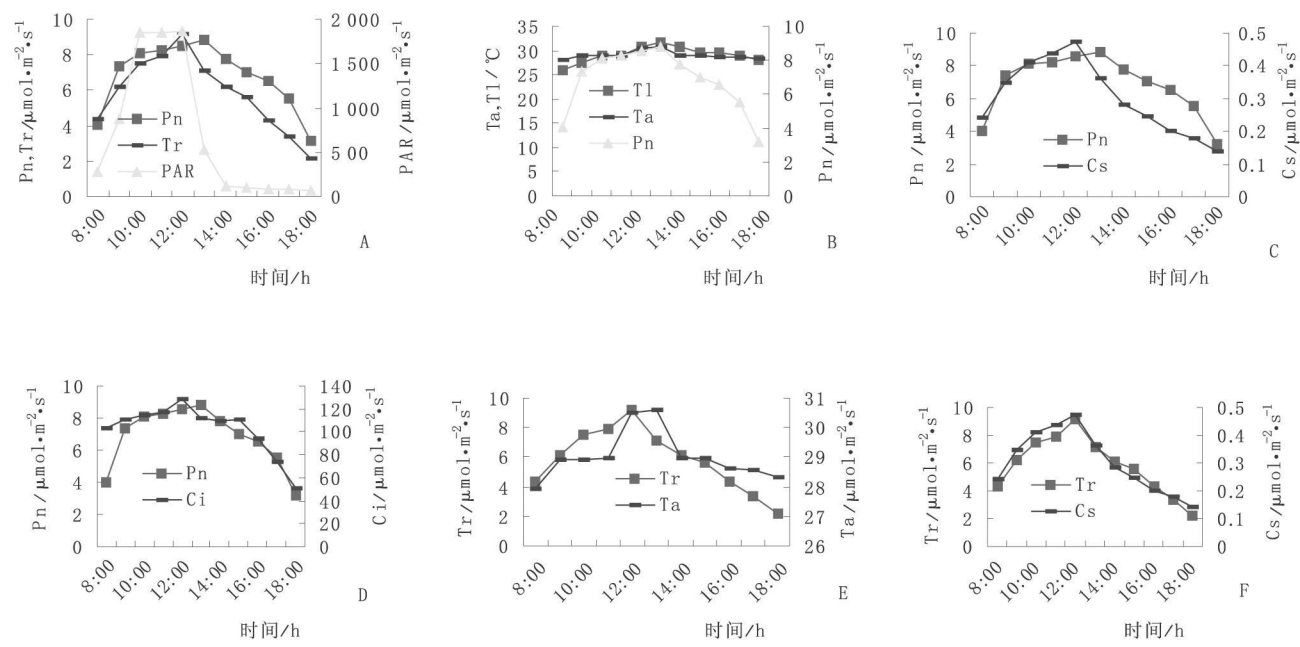 10
8
6
4
2
0
Pn,Tr/μmol·m⁻²·s⁻¹
Pn
Tr
PAR
2 000
1 500
1 000
5 00
0
PAR/μmol·m⁻²·s⁻¹
8:00
10:00
12:00
14:00
16:00
18:00
A
时间/h
35
30
25
20
15
10
5
0
Ta,Tl/℃
Tl
Ta
Pn
10
8
6
4
2
0
Pn/μmol·m⁻²·s⁻¹
8:00
10:00
12:00
14:00
16:00
18:00
B
时间/h
10
8
6
4
2
0
Pn/μmol·m⁻²·s⁻¹
Pn
Cs
0.5
0.4
0.3
0.2
0.1
0
Cs/μmol·m⁻²·s⁻¹
8:00
10:00
12:00
14:00
16:00
18:00
C
时间/h
10
8
6
4
2
0
Pn/μmol·m⁻²·s⁻¹
Pn
Ci
140
120
100
80
60
40
20
0
Ci/μmol·m⁻²·s⁻¹
8:00
10:00
12:00
14:00
16:00
18:00
D
时间/h
10
8
6
4
2
0
Tr/μmol·m⁻²·s⁻¹
Tr
Ta
31
30
29
28
27
26
Ta/μmol·m⁻²·s⁻¹
8:00
10:00
12:00
14:00
16:00
18:00
E
时间/h
10
8
6
4
2
0
Tr/μmol·m⁻²·s⁻¹
Tr
Cs
0.5
0.4
0.3
0.2
0.1
0
Cs/μmol·m⁻²·s⁻¹
8:00
10:00
12:00
14:00
16:00
18:00
F
时间/h